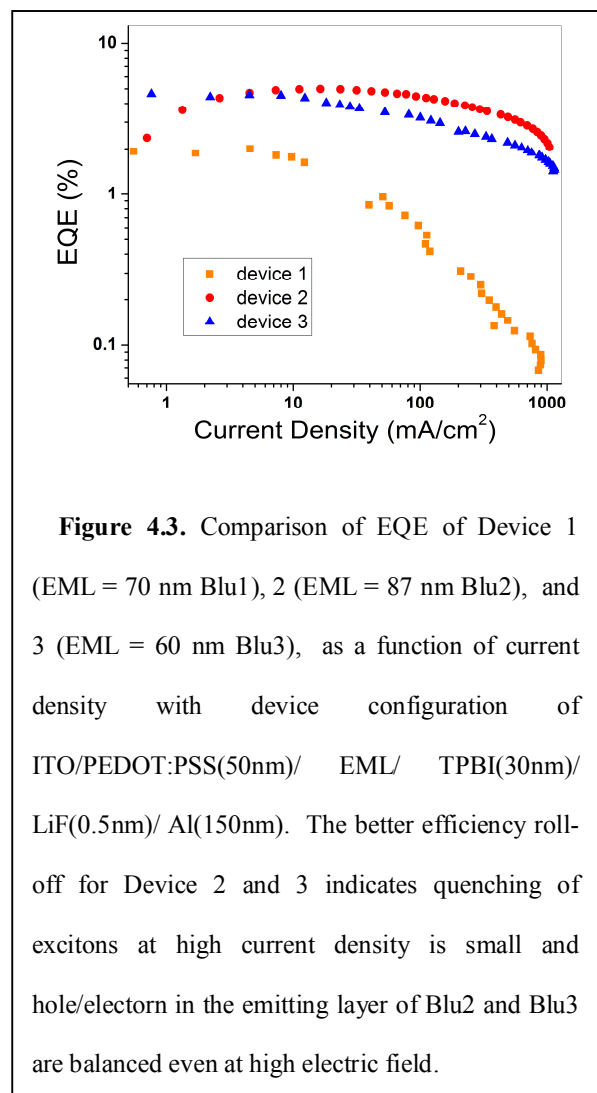 10
1
0.1
EQE (%)
device 1
device 2
device 3
1 10 100 1000
Current Density (mA/cm²)
Figure 4.3. Comparison of EQE of Device 1
(EML = 70 nm Blu1), 2 (EML = 87 nm Blu2), and
3 (EML = 60 nm Blu3), as a function of current
density with device configuration of
ITO/PEDOT:PSS(50nm)/ EML/ TPBI(30nm)/
LiF(0.5nm)/ Al(150nm). The better efficiency roll-
off for Device 2 and 3 indicates quenching of
excitons at high current density is small and
hole/electorn in the emitting layer of Blu2 and Blu3
are balanced even at high electric field.